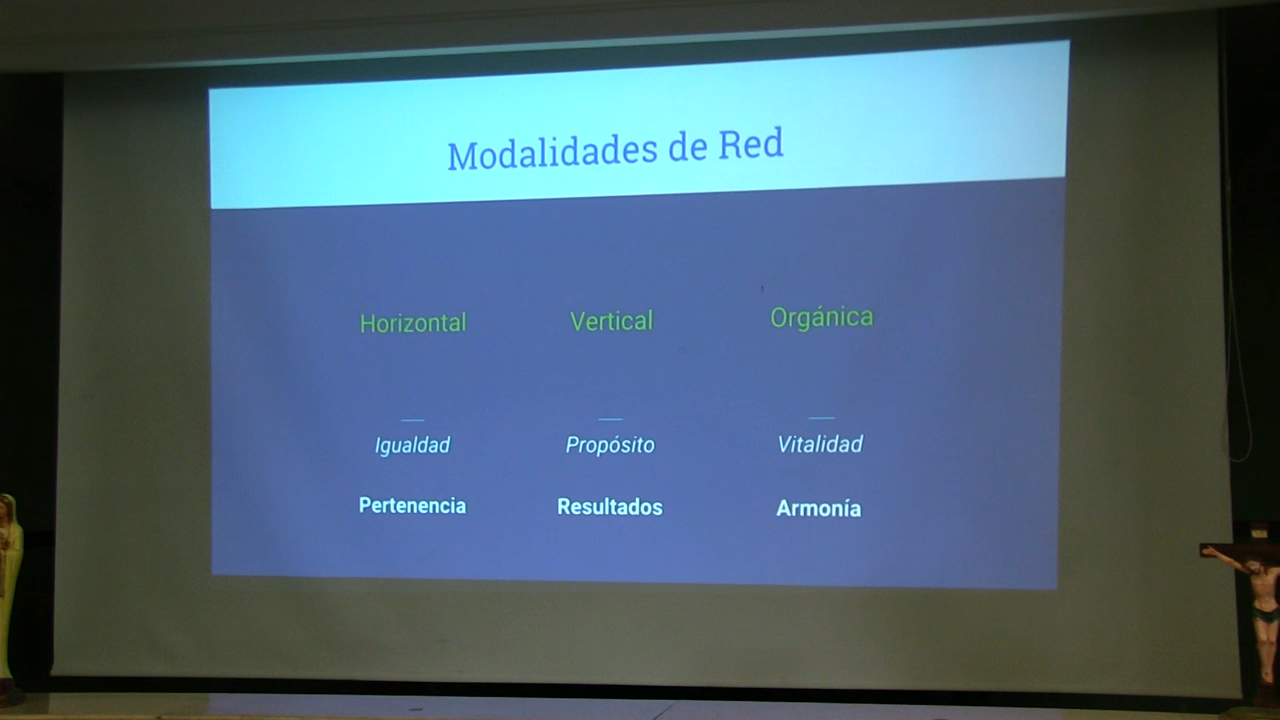 Modalidades de Red
Horizontal Vertical Orgánica
Igualdad Propósito Vitalidad
Pertenencia Resultados Armonía